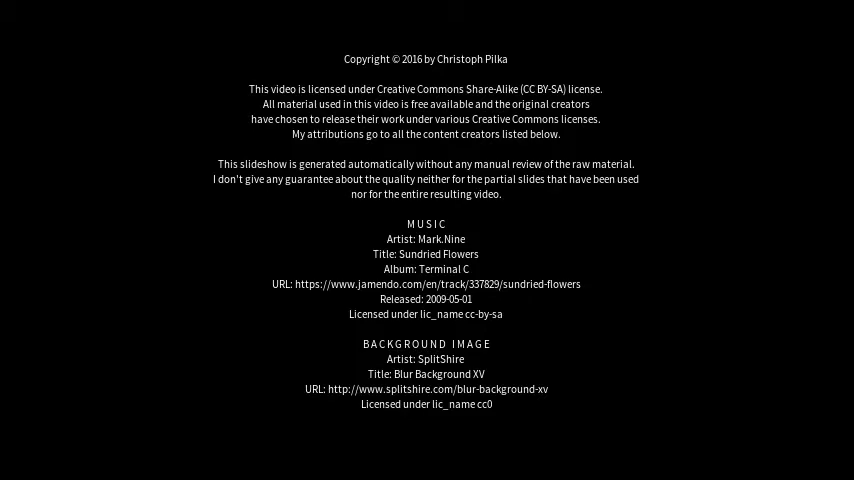 Copyright © 2016 by Christoph Pilka
This video is licensed under Creative Commons Share-Alike (CC BY-SA) license.
All material used in this video is free available and the original creators
have chosen to release their work under various Creative Commons licenses.
My attributions go to all the content creators listed below.
This slideshow is generated automatically without any manual review of the raw material.
I don't give any guarantee about the quality neither for the partial slides that have been used
nor for the entire resulting video.
M U S I C
Artist: Mark.Nine
Title: Sundried Flowers
Album: Terminal C
URL: https://www.jamendo.com/en/track/337829/sundried-flowers
Released: 2009-05-01
Licensed under lic_name cc-by-sa
B A C K G R O U N D   I M A G E
Artist: SplitShire
Title: Blur Background XV
URL: http://www.splitshire.com/blur-background-xv
Licensed under lic_name cc0